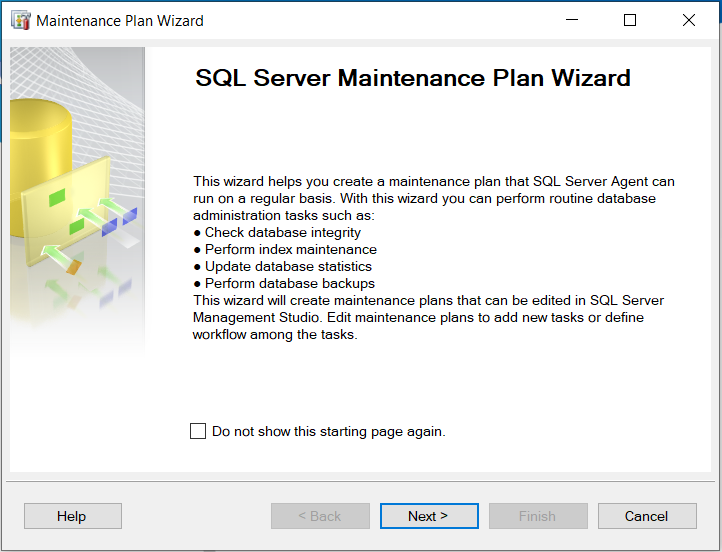 Maintenance Plan Wizard
SQL Server Maintenance Plan Wizard
This wizard helps you create a maintenance plan that SQL Server Agent can
run on a regular basis. With this wizard you can perform routine database
administration tasks such as:
● Check database integrity
● Perform index maintenance
● Update database statistics
● Perform database backups
This wizard will create maintenance plans that can be edited in SQL Server
Management Studio. Edit maintenance plans to add new tasks or define
workflow among the tasks.
Do not show this starting page again.
Help < Back Next > Finish Cancel